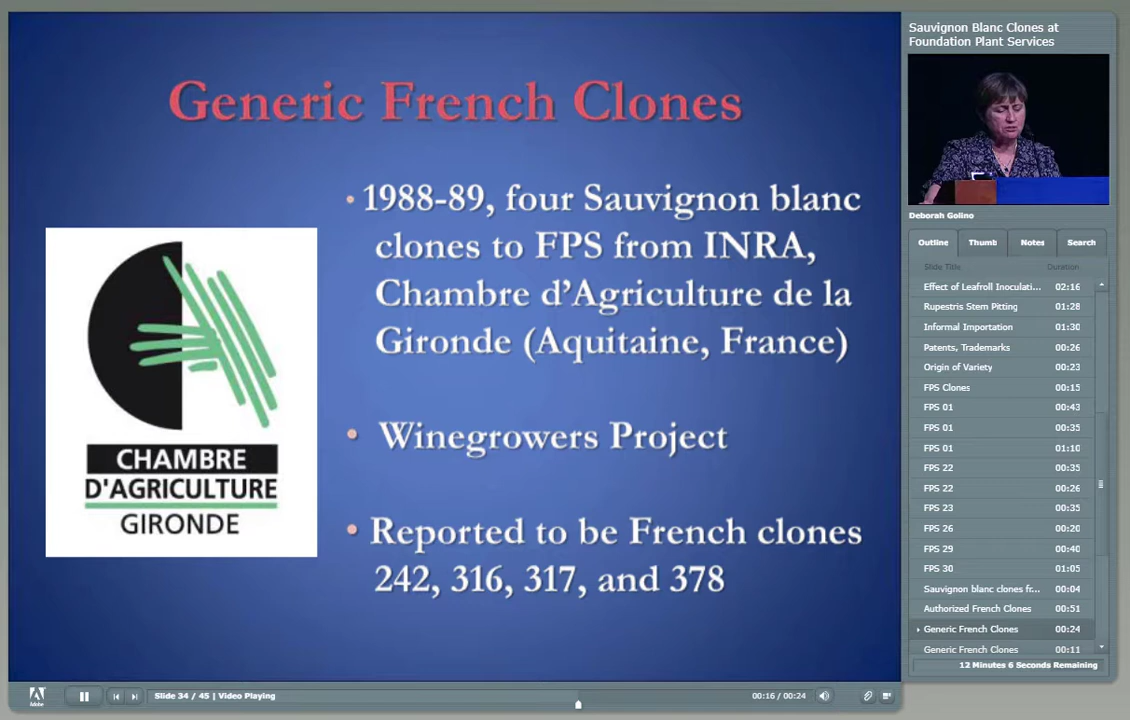 Generic French Clones
• 1988-89, four Sauvignon blanc
clones to FPS from INRA,
Chambre d’Agriculture de la
Gironde (Aquitaine, France)
• Winegrowers Project
• Reported to be French clones
242, 316, 317, and 378
CHAMBRE
D'AGRICULTURE
GIRONDE
Sauvignon Blanc Clones at
Foundation Plant Services
Deborah Golino
Outline Thumb Notes Search
Slide Title Duration
Effect of Leafroll Inoculati... 02:16
Rupestris Stem Pitting 01:28
Informal Importation 01:30
Patents, Trademarks 00:26
Origin of Variety 00:23
FPS Clones 00:15
FPS 01 00:43
FPS 01 00:35
FPS 01 01:10
FPS 22 00:35
FPS 22 00:26
FPS 23 00:35
FPS 26 00:20
FPS 29 00:40
FPS 30 01:05
Sauvignon blanc clones fr... 00:04
Authorized French Clones 00:51
Generic French Clones 00:24
Generic French Clones 00:11
12 Minutes 6 Seconds Remaining
Adobe
Slide 34 / 45 | Video Playing 00:16 / 00:24